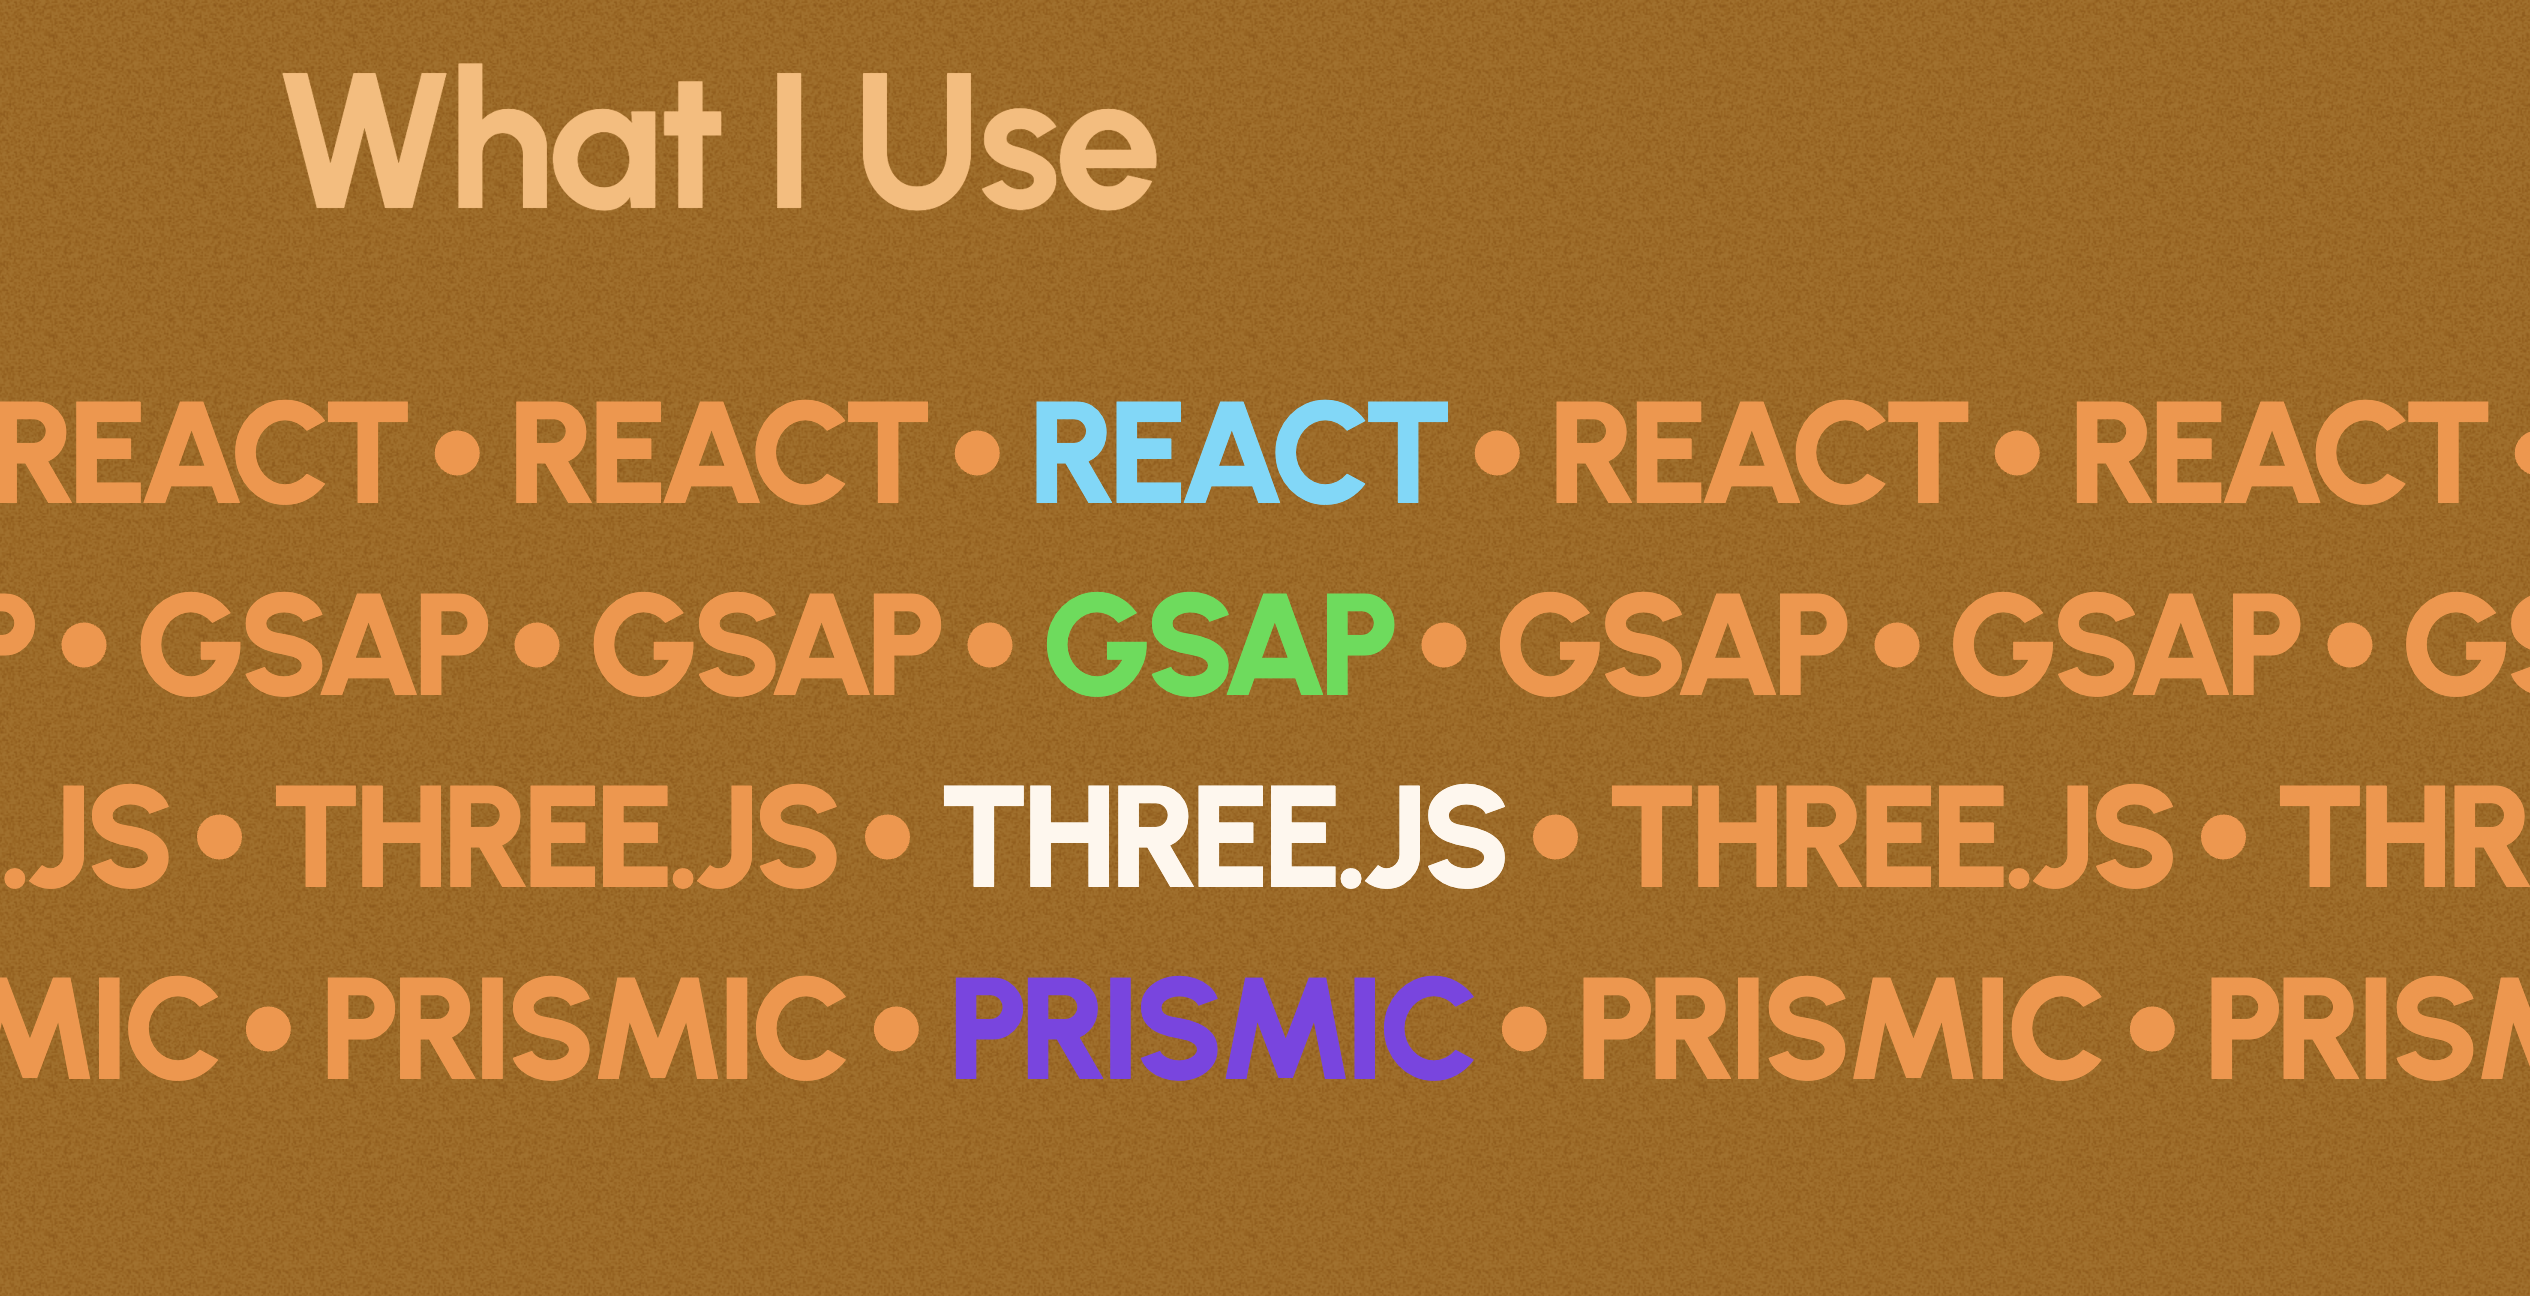 What I Use
REACT • REACT • REACT • REACT • REACT •
P • GSAP • GSAP • GSAP • GSAP • GSAP • GS
.JS • THREE.JS • THREE.JS • THREE.JS • THR
MIC • PRISMIC • PRISMIC • PRISMIC • PRISM